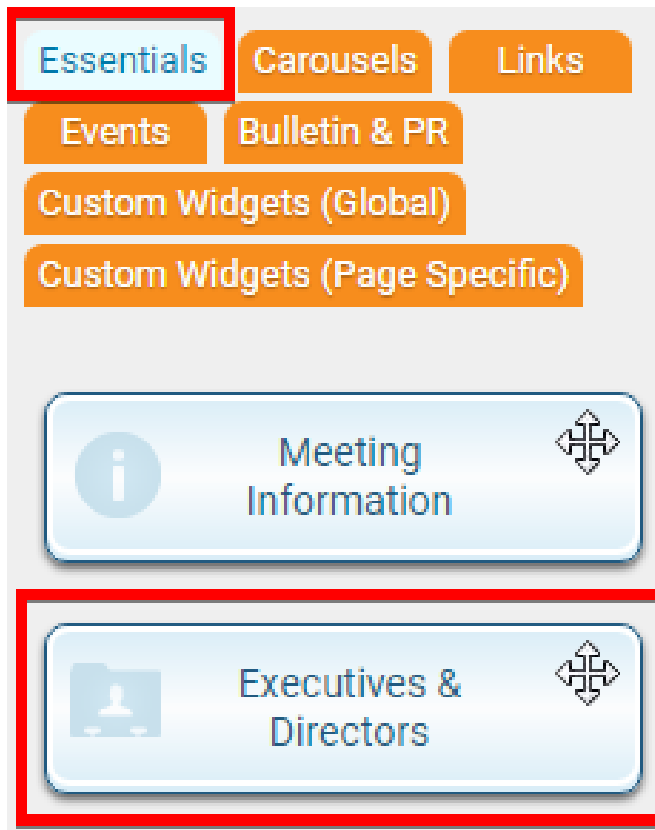 Essentials Carousels Links
Events Bulletin & PR
Custom Widgets (Global)
Custom Widgets (Page Specific)
Meeting
Information
Executives &
Directors